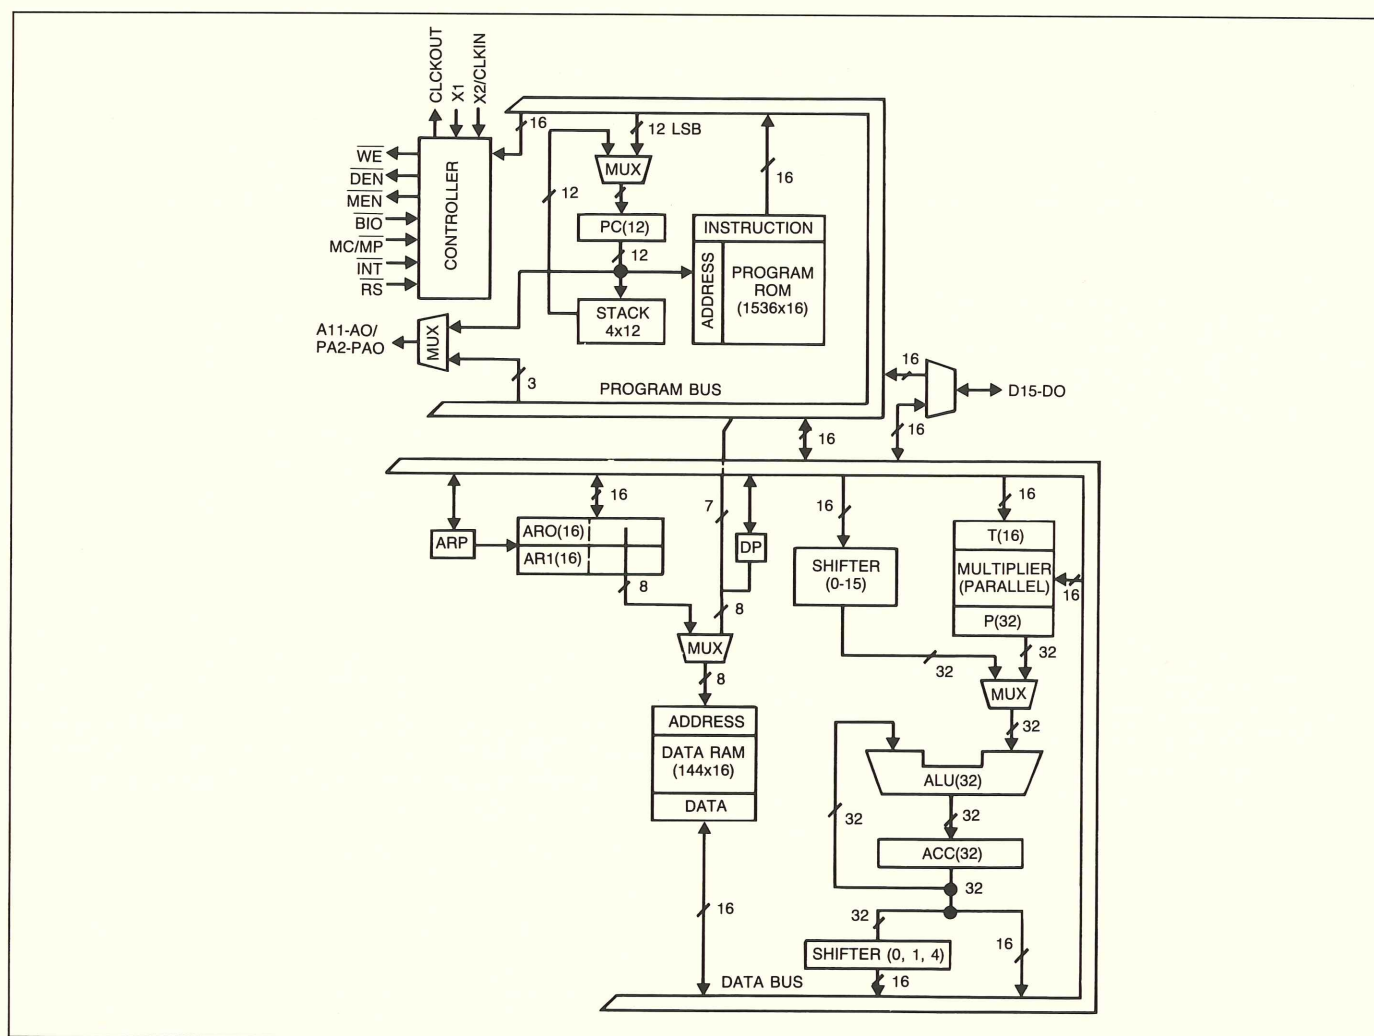 CLCKOUT
X1
X2/CLKIN
WE
DEN
MEN
BIO
MC/MP
INT
RS
CONTROLLER
16
12 LSB
MUX
12
16
PC(12)
12
INSTRUCTION
ADDRESS
PROGRAM
ROM
(1536x16)
STACK
4x12
A11-AO/
PA2-PAO
MUX
3
PROGRAM BUS
16
D15-DO
16
16
16
7
16
16
ARP
ARO(16)
AR1(16)
DP
SHIFTER
(0-15)
T(16)
MULTIPLIER
(PARALLEL)
P(32)
16
8
8
MUX
8
32
32
MUX
32
ADDRESS
DATA RAM
(144x16)
DATA
ALU(32)
32
32
ACC(32)
32
16
32
16
SHIFTER (0, 1, 4)
16
DATA BUS